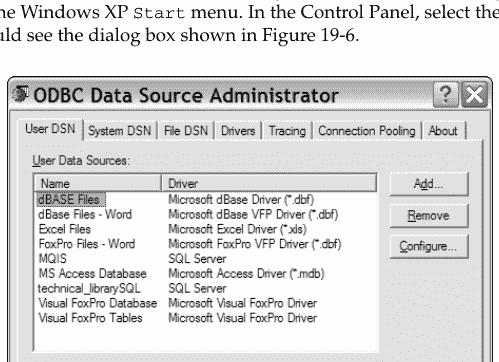 he Windows XP Start menu. In the Control Panel, select the
uld see the dialog box shown in Figure 19-6.
ODBC Data Source Administrator
User DSN System DSN File DSN Drivers Tracing Connection Pooling About
User Data Sources:
Name Driver
dBASE Files Microsoft dBase Driver (*.dbf)
dBase Files - Word Microsoft dBase VFP Driver (*.dbf)
Excel Files Microsoft Excel Driver (*.xls)
FoxPro Files - Word Microsoft FoxPro VFP Driver (*.dbf)
MQIS SQL Server
MS Access Database Microsoft Access Driver (*.mdb)
technical_librarySQL SQL Server
Visual FoxPro Database Microsoft Visual FoxPro Driver
Visual FoxPro Tables Microsoft Visual FoxPro Driver
Add...
Remove
Configure...